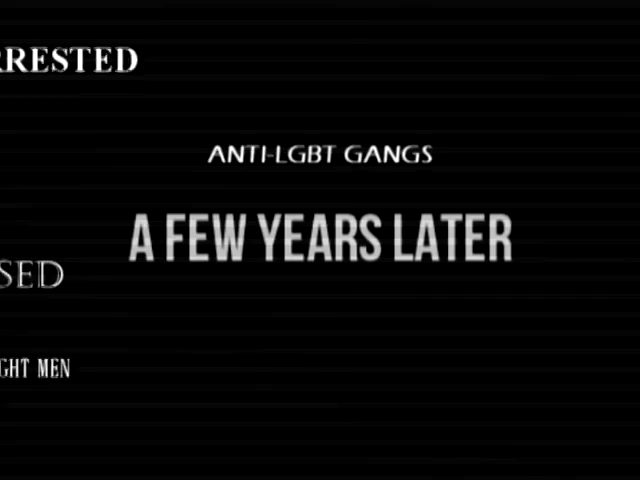 RRESTED
ANTI-LGBT GANGS
A FEW YEARS LATER
SED
GHT MEN